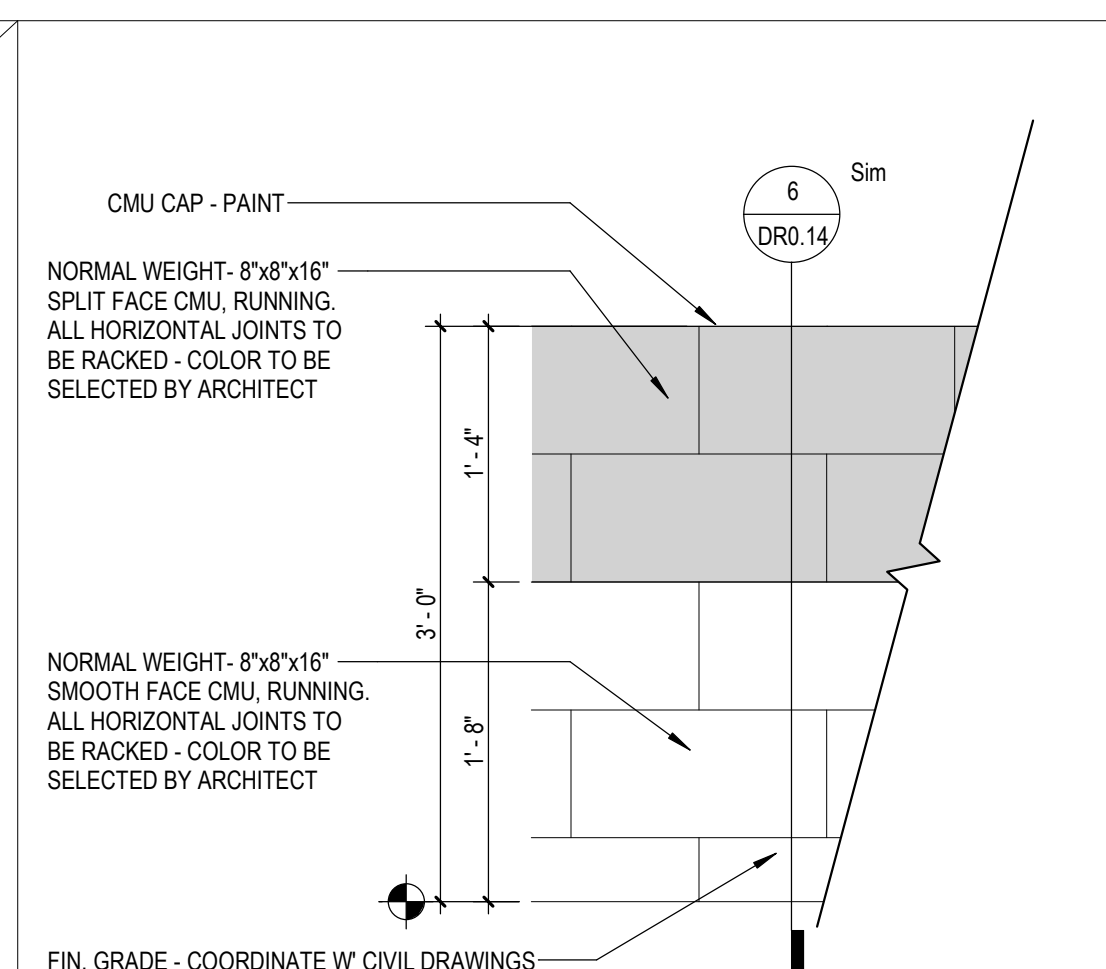 Sim
6
DR0.14
CMU CAP - PAINT
NORMAL WEIGHT- 8"x8"x16"
SPLIT FACE CMU, RUNNING.
ALL HORIZONTAL JOINTS TO
BE RACKED - COLOR TO BE
SELECTED BY ARCHITECT
1' - 4"
3' - 0"
NORMAL WEIGHT- 8"x8"x16"
SMOOTH FACE CMU, RUNNING.
ALL HORIZONTAL JOINTS TO
BE RACKED - COLOR TO BE
SELECTED BY ARCHITECT
1' - 8"
FIN. GRADE - COORDINATE W' CIVIL DRAWINGS